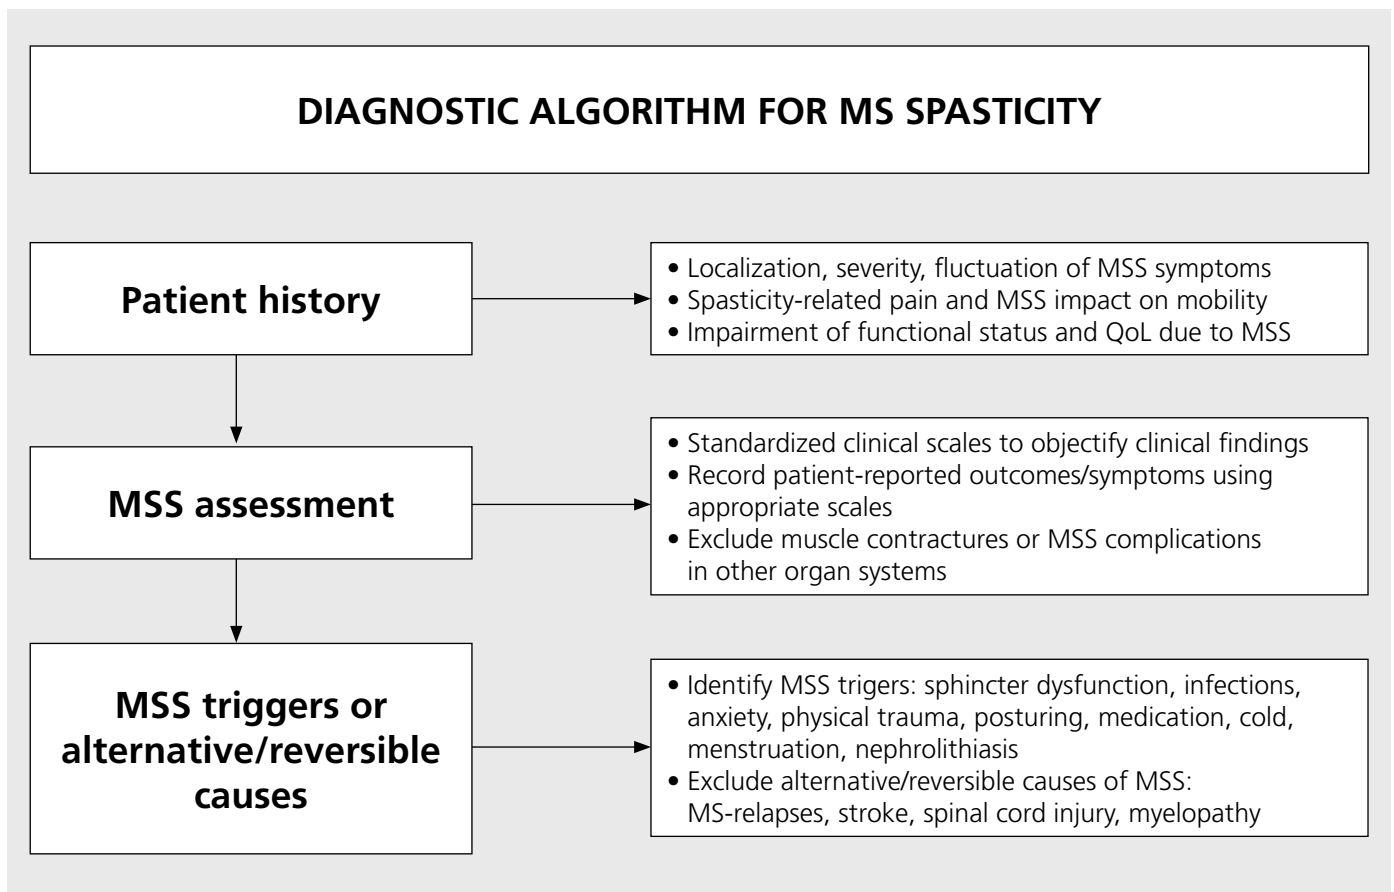 DIAGNOSTIC ALGORITHM FOR MS SPASTICITY
Patient history
• Localization, severity, fluctuation of MSS symptoms
• Spasticity-related pain and MSS impact on mobility
• Impairment of functional status and QoL due to MSS
MSS assessment
• Standardized clinical scales to objectify clinical findings
• Record patient-reported outcomes/symptoms using
appropriate scales
• Exclude muscle contractures or MSS complications
in other organ systems
MSS triggers or
alternative/reversible
causes
• Identify MSS trigers: sphincter dysfunction, infections,
anxiety, physical trauma, posturing, medication, cold,
menstruation, nephrolithiasis
• Exclude alternative/reversible causes of MSS:
MS-relapses, stroke, spinal cord injury, myelopathy